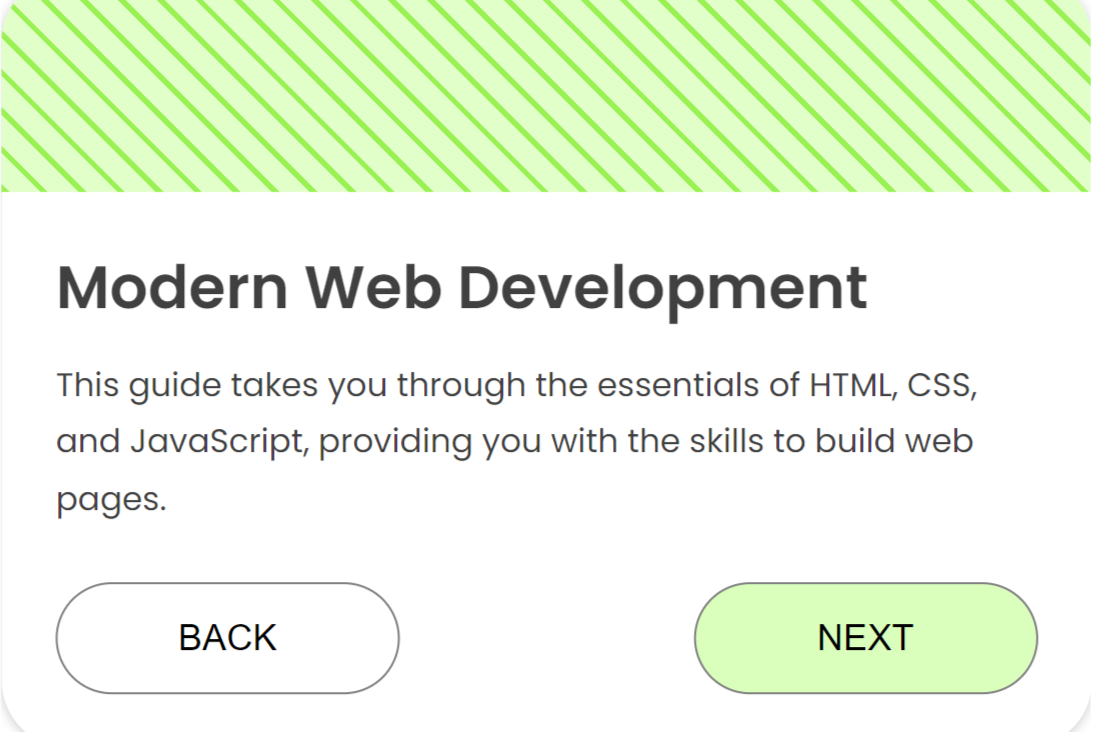 Modern Web Development
This guide takes you through the essentials of HTML, CSS,
and JavaScript, providing you with the skills to build web
pages.
BACK
NEXT